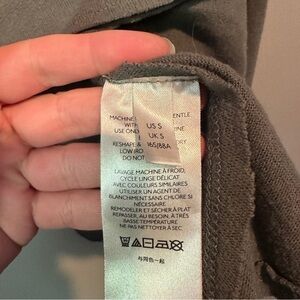 MACHINE ENTLE
WITH US S INE
USE ONL UK S
RESHAPE & 165/88A
LOW IRO
DO NOT
LAVAGE À FROID MACHINE,
CYCLE LINGE DÉLICAT
AVEC COULEURS SIMILAIRES
UTILISER UN AGENT DE
BLANCHIMENT SANS CHLORE SI
NÉCESSAIRE
REMODELER ET SÉCHER À PLAT
REPASSER, AU BESOIN, À TRÈS
BASSE TEMPÉRATURE
NE PAS NETTOYER À SEC